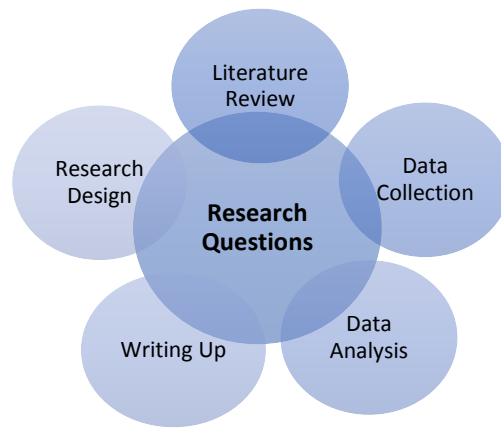 Literature
Review
Research
Design
Data
Collection
Research
Questions
Writing Up
Data
Analysis